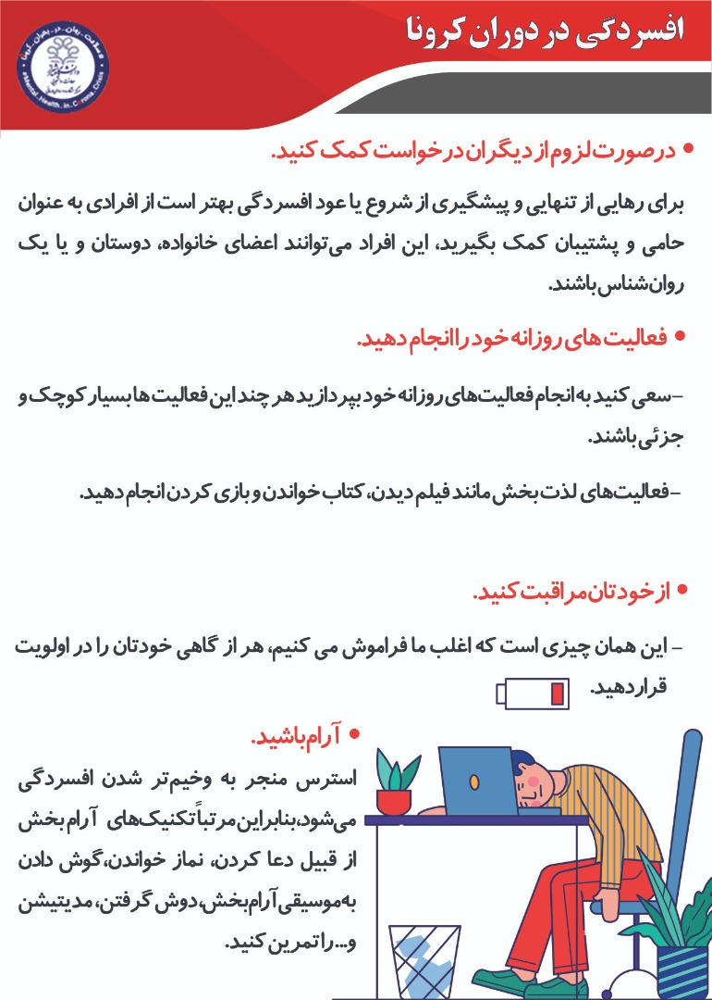 افسردگی در دوران کرونا
#سلامت_روان_در_بحران_کرونا
#Mental_Health_in_Corona_Crisis
• در صورت لزوم از دیگران درخواست کمک کنید.
برای رهایی از تنهایی و پیشگیری از شروع یا عود افسردگی بهتر است از افرادی به عنوان
حامی و پشتیبان کمک بگیرید، این افراد می‌توانند اعضای خانواده، دوستان و یا یک
روان‌شناس باشند.
• فعالیت های روزانه خود را انجام دهید.
-سعی کنید به انجام فعالیت‌های روزانه خود بپردازید هر چند این فعالیت ها بسیار کوچک و
جزئی باشند.
-فعالیت‌های لذت بخش مانند فیلم دیدن، کتاب خواندن و بازی کردن انجام دهید.
• از خودتان مراقبت کنید.
- این همان چیزی است که اغلب ما فراموش می کنیم، هر از گاهی خودتان را در اولویت
قرار دهید.
• آرام باشید.
استرس منجر به وخیم‌تر شدن افسردگی
می‌شود،بنابراین مرتباً تکنیک‌های آرام بخش
از قبیل دعا کردن، نماز خواندن،گوش دادن
به موسیقی آرام‌بخش،دوش گرفتن، مدیتیشن
و... را تمرین کنید.